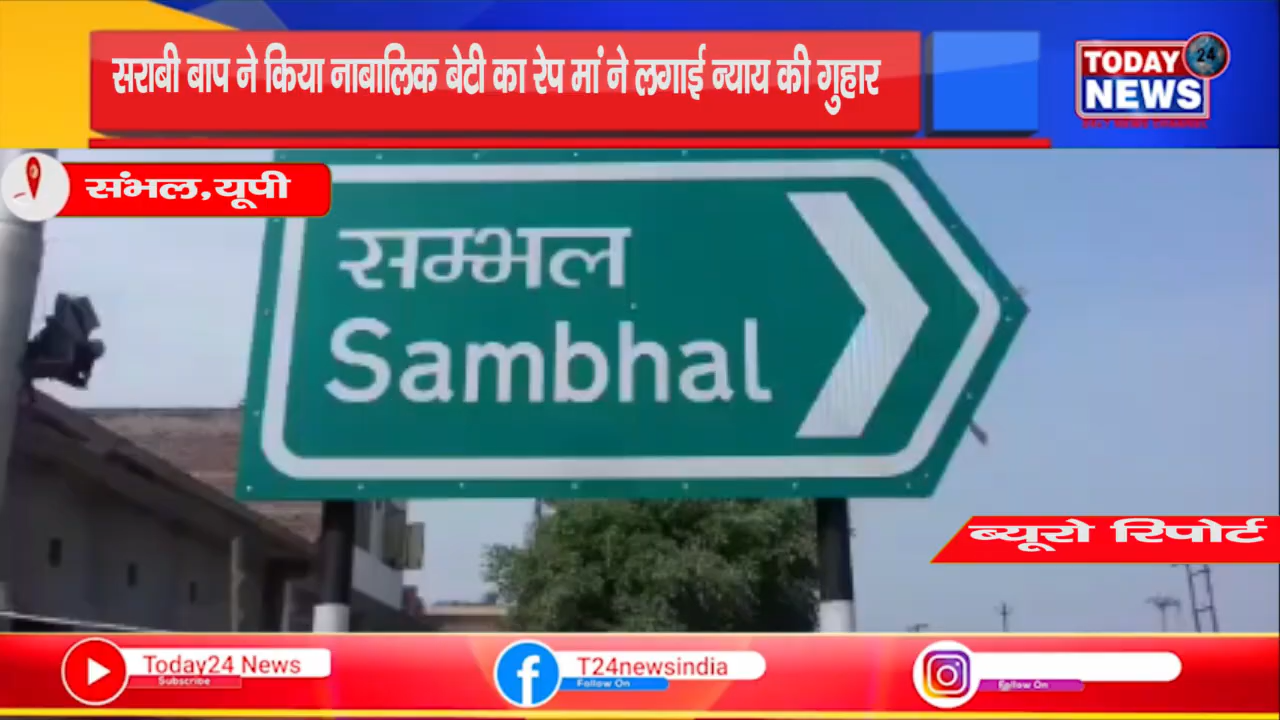 सराबी बाप ने किया नाबालिक बेटी का रेप मां ने लगाई न्याय की गुहार
TODAY 24
NEWS
संभल,यूपी
सम्भल
Sambhal
ब्यूरो रिपोर्ट
Today24 News
Subscribe
T24newsindia
Follow On
Follow On